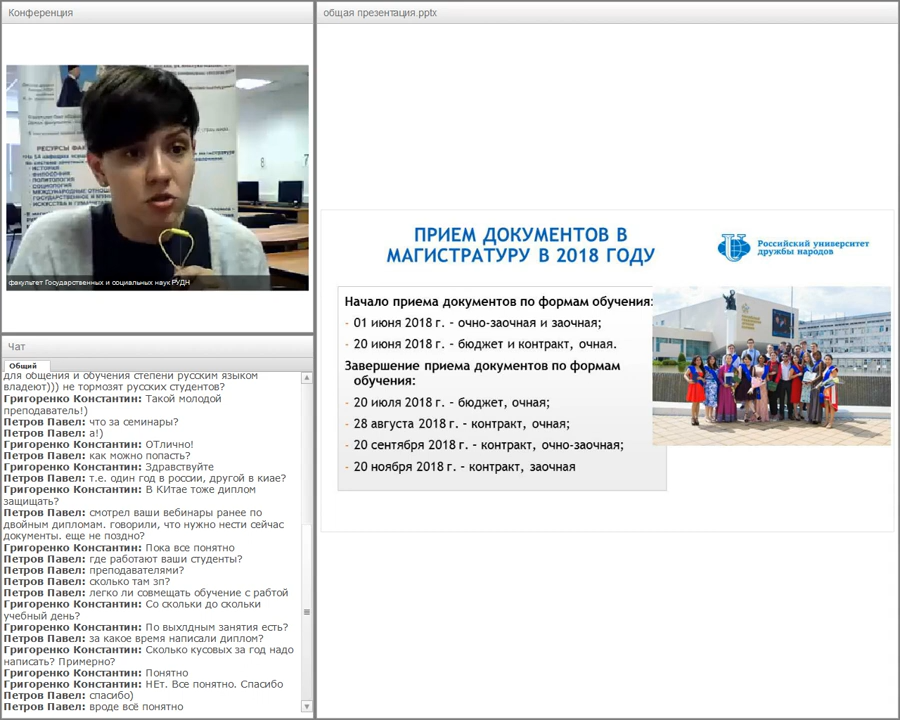 Конференция
РЕСУРСЫ ФАК
ИСТОРИЯ
ФИЛОСОФИЯ
ПОЛИТОЛОГИЯ
СОЦИОЛОГИЯ
8
7
факультет Государственных и социальных наук РУДН
Чат
Общий
для общения и обучения степени русским языком
владеют))) не тормозят русских студентов?
Григоренко Константин: Такой молодой
преподаватель!)
Петров Павел: что за семинары?
Петров Павел: а!)
Григоренко Константин: ОТлично!
Петров Павел: как можно попасть?
Григоренко Константин: Здравствуйте
Петров Павел: т.е. один год в россии, другой в киае?
Григоренко Константин: В КИтае тоже диплом
защищать?
Петров Павел: смотрел ваши вебинары ранее по
двойным дипломам. говорили, что нужно нести сейчас
документы. еще не поздно?
Григоренко Константин: Пока все понятно
Петров Павел: где работают ваши студенты?
Петров Павел: преподавателями?
Петров Павел: сколько там зп?
Петров Павел: легко ли совмещать обучение с рабтой
Григоренко Константин: Со скольки до скольки
учебный день?
Григоренко Константин: По выхлдным занятия есть?
Петров Павел: за какое время написали диплом?
Григоренко Константин: Сколько кусовых за год надо
написать? Примерно?
Григоренко Константин: Понятно
Григоренко Константин: НЕт. Все понятно. Спасибо
Петров Павел: спасибо)
Петров Павел: вроде всё понятно
общая презентация.pptx
ПРИЕМ ДОКУМЕНТОВ В
МАГИСТРАТУРУ В 2018 ГОДУ
Российский университет
дружбы народов
Начало приема документов по формам обучения:
- 01 июня 2018 г. – очно-заочная и заочная;
- 20 июня 2018 г. – бюджет и контракт, очная.
Завершение приема документов по формам
обучения:
- 20 июля 2018 г. – бюджет, очная;
- 28 августа 2018 г. – контракт, очная;
- 20 сентября 2018 г. – контракт, очно-заочная;
- 20 ноября 2018 г. – контракт, заочная